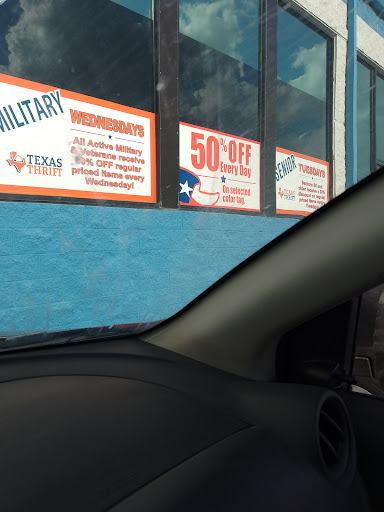 MILITARY
WEDNESDAYS
All Active Military
& Veterans receive
OFF regular
priced items every
Wednesday!
TEXAS
THRIFT
50% OFF
Every Day
On selected
color tag.
SENIOR
TUESDAYS
TEXAS
THRIFT